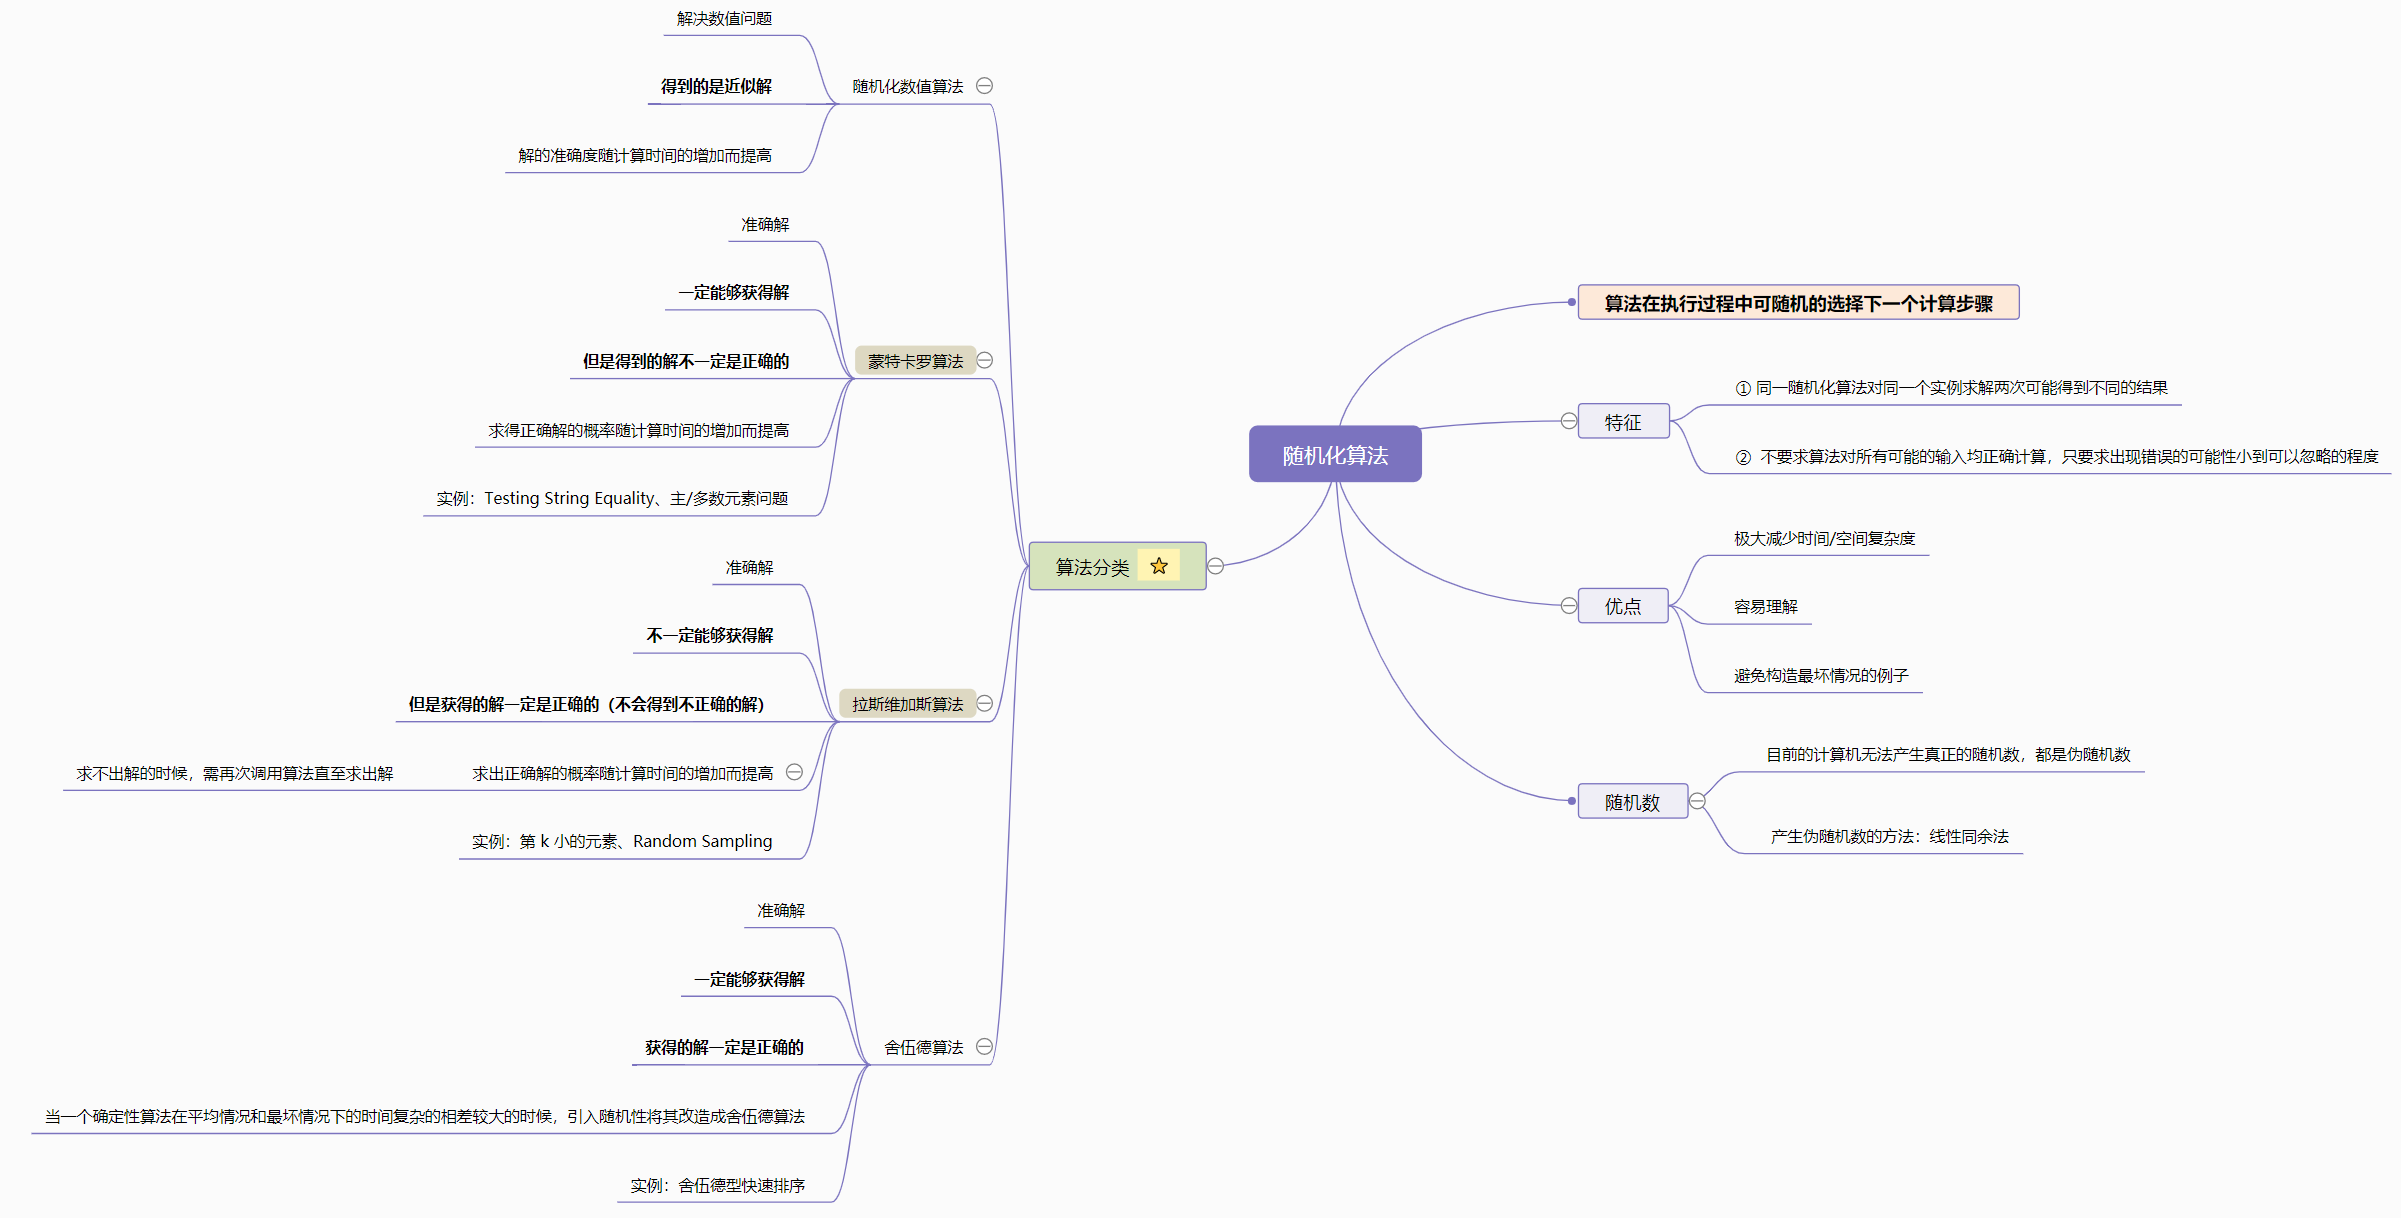 随机化算法
算法在执行过程中可随机的选择下一个计算步骤
特征
① 同一随机化算法对同一个实例求解两次可能得到不同的结果
② 不要求算法对所有可能的输入均正确计算，只要求出现错误的可能性小到可以忽略的程度
优点
极大减少时间/空间复杂度
容易理解
避免构造最坏情况的例子
随机数
目前的计算机无法产生真正的随机数，都是伪随机数
产生伪随机数的方法：线性同余法
算法分类
随机化数值算法
解决数值问题
得到的是近似解
解的准确度随计算时间的增加而提高
蒙特卡罗算法
准确解
一定能够获得解
但是得到的解不一定是正确的
求得正确解的概率随计算时间的增加而提高
实例：Testing String Equality、主/多数元素问题
拉斯维加斯算法
准确解
不一定能够获得解
但是获得的解一定是正确的（不会得到不正确的解）
求出正确解的概率随计算时间的增加而提高
求不出解的时候，需再次调用算法直至求出解
实例：第 k 小的元素、Random Sampling
舍伍德算法
准确解
一定能够获得解
获得的解一定是正确的
当一个确定性算法在平均情况和最坏情况下的时间复杂的相差较大的时候，引入随机性将其改造成舍伍德算法
实例：舍伍德型快速排序